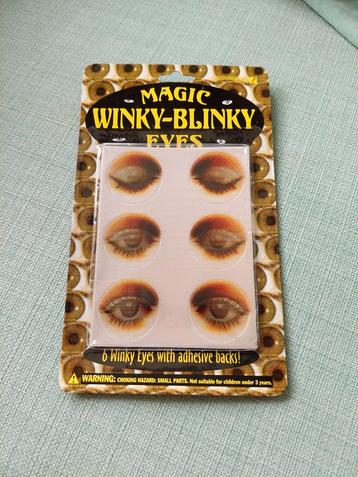 MAGIC
WINKY-BLINKY
EYES
6 Winky Eyes with adhesive backs!
WARNING: CHOKING HAZARD: SMALL PARTS. Not suitable for children under 3 years.